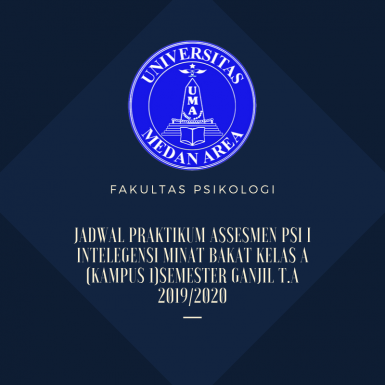 UNIVERSITAS
UMA
MEDAN AREA
FAKULTAS PSIKOLOGI
JADWAL PRAKTIKUM ASSESMEN PSI I
INTELEGENSI MINAT BAKAT KELAS A
(KAMPUS I)SEMESTER GANJIL T.A
2019/2020